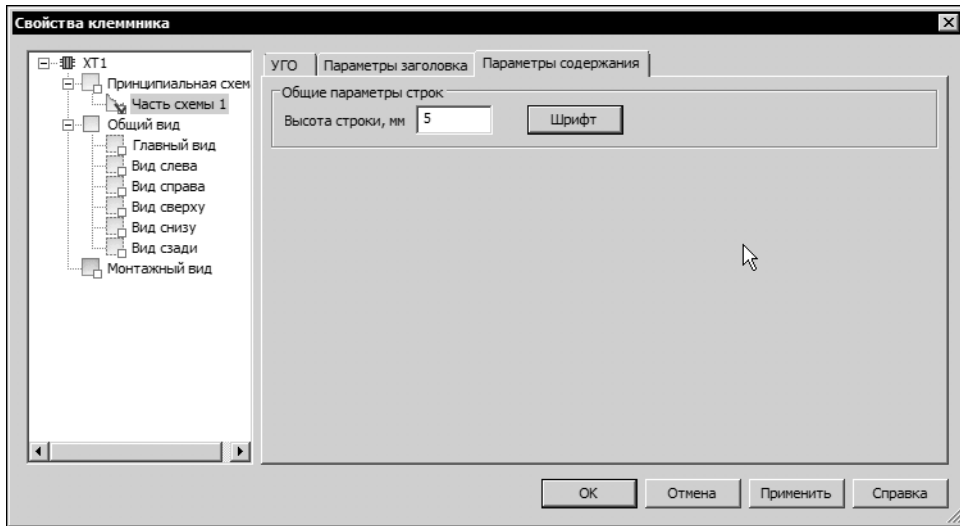 Свойства клеммника
XT1
Принципиальная схем
Часть схемы 1
Общий вид
Главный вид
Вид слева
Вид справа
Вид сверху
Вид снизу
Вид сзади
Монтажный вид
УГО
Параметры заголовка
Параметры содержания
Общие параметры строк
Высота строки, мм 5 Шрифт
OK Отмена Применить Справка